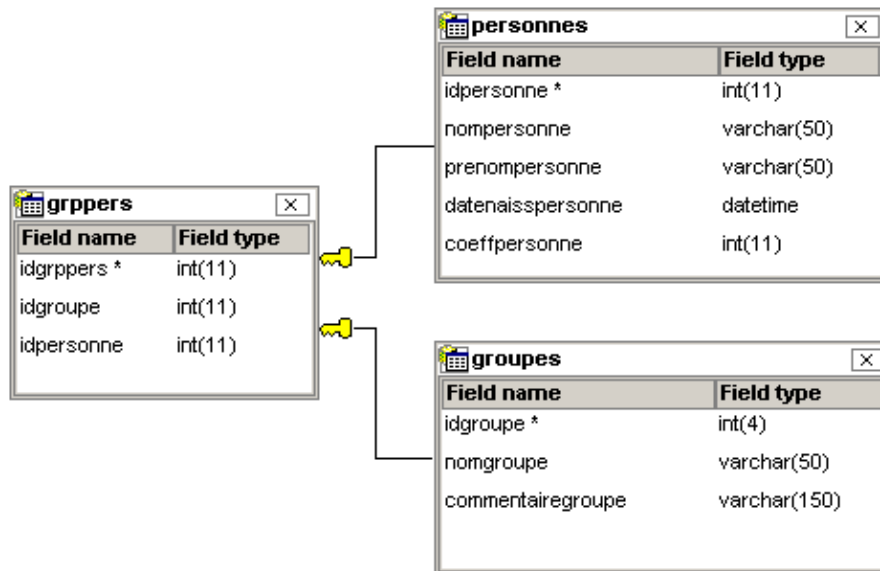 personnes
Field name Field type
idpersonne * int(11)
nompersonne varchar(50)
prenompersonne varchar(50)
datenaisspersonne datetime
coeffpersonne int(11)
grppers
Field name Field type
idgrppers * int(11)
idgroupe int(11)
idpersonne int(11)
groupes
Field name Field type
idgroupe * int(4)
nomgroupe varchar(50)
commentairegroupe varchar(150)